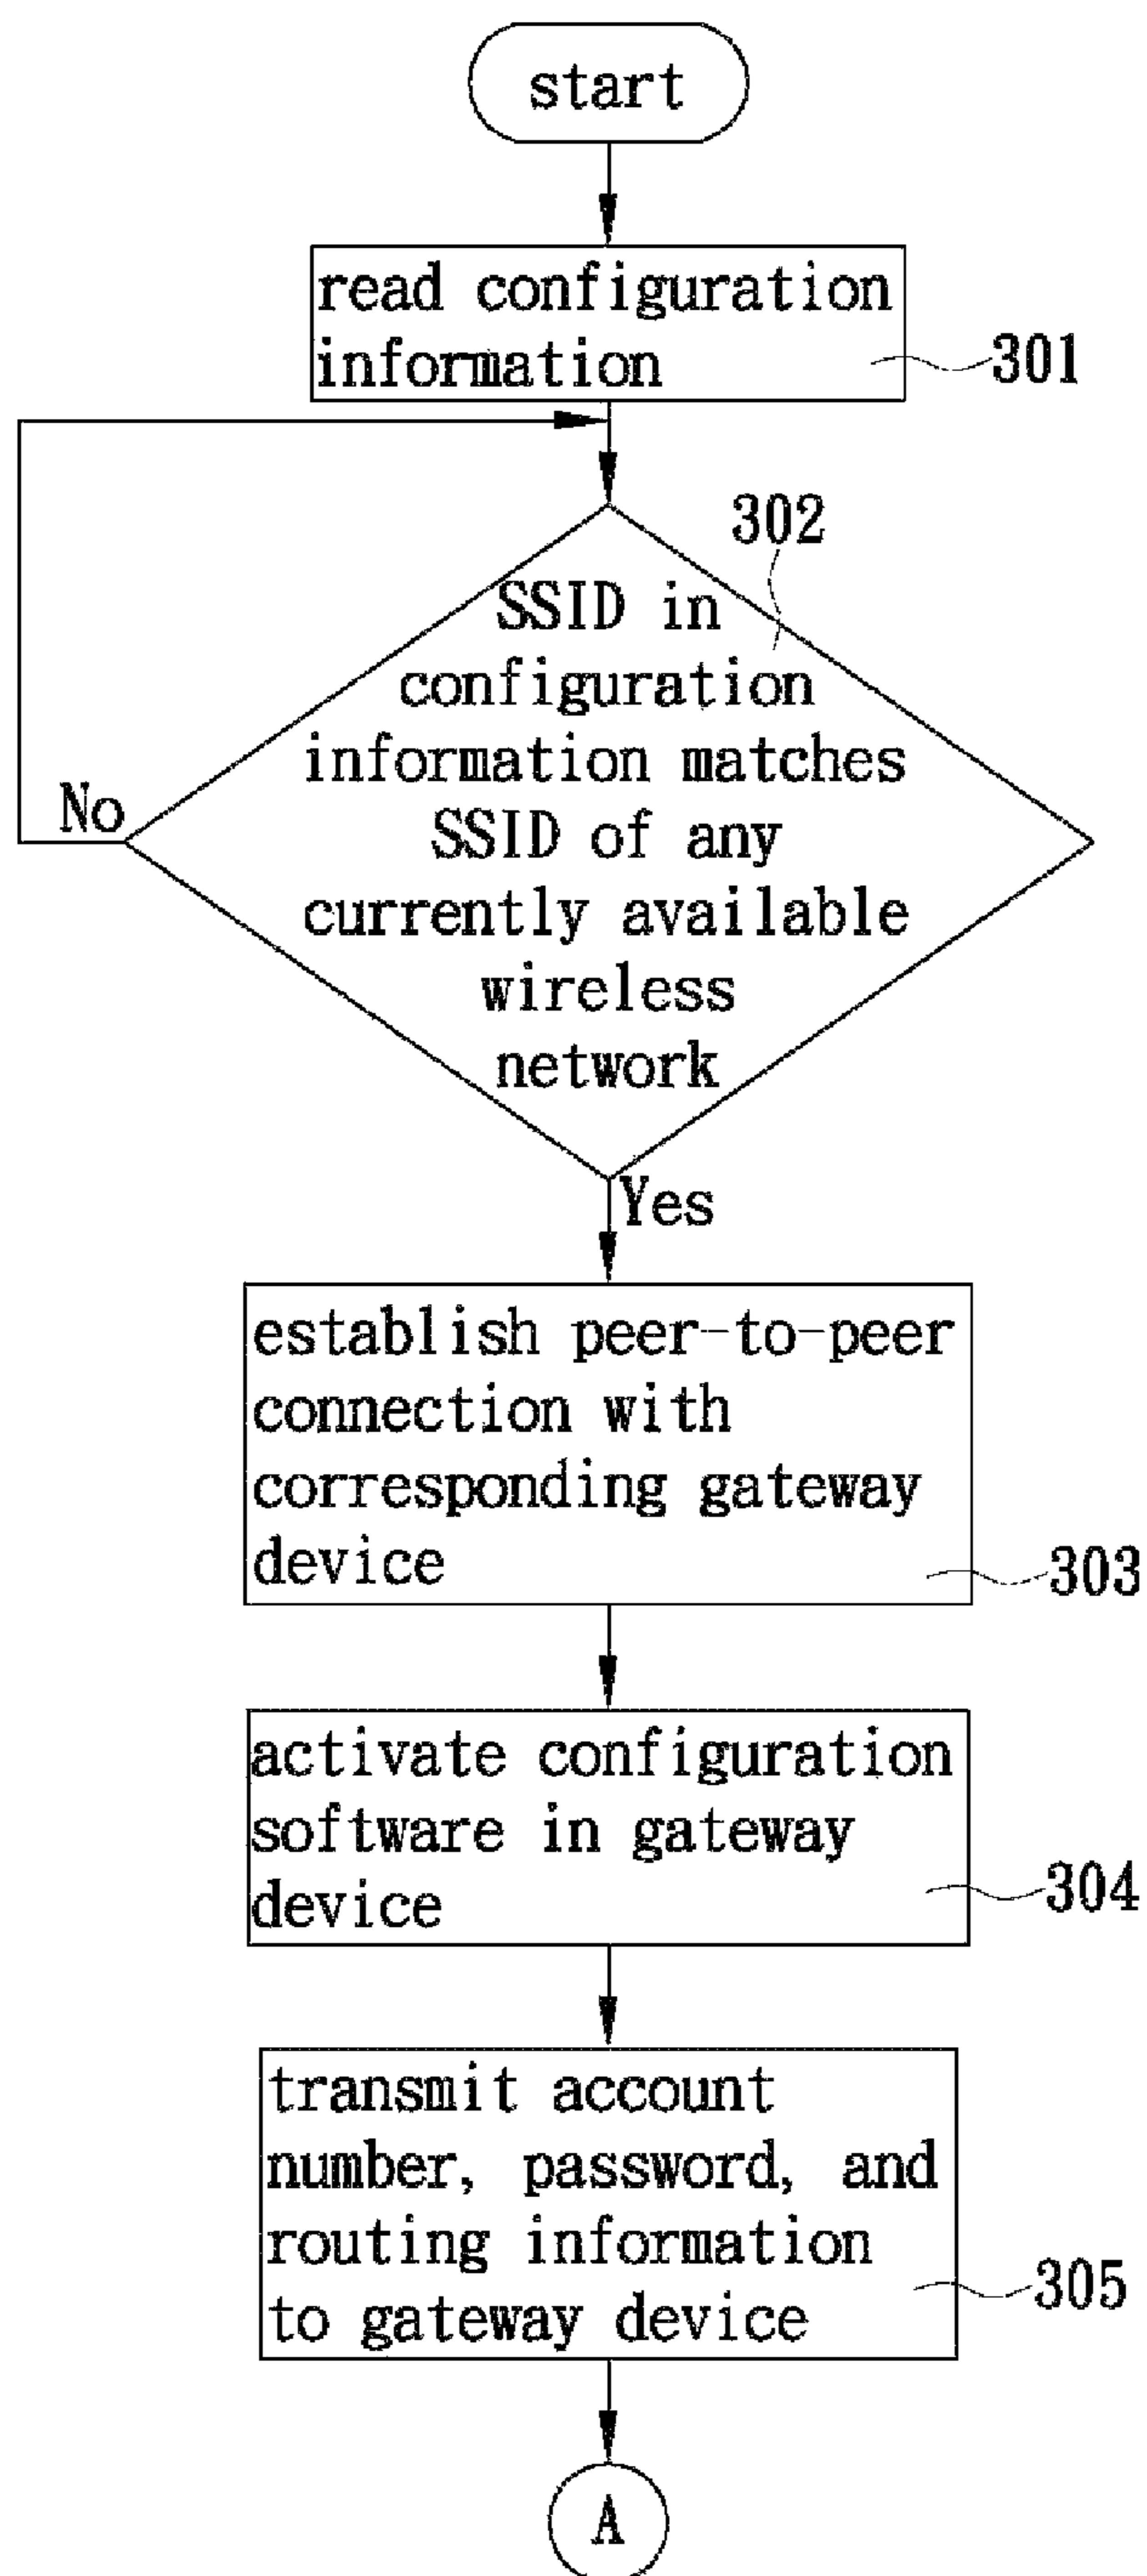 start
read configuration
information
301
302
SSID in
configuration
information matches
SSID of any
currently available
wireless
network
No
Yes
establish peer-to-peer
connection with
corresponding gateway
device
303
activate configuration
software in gateway
device
304
transmit account
number, password, and
routing information
to gateway device
305
A